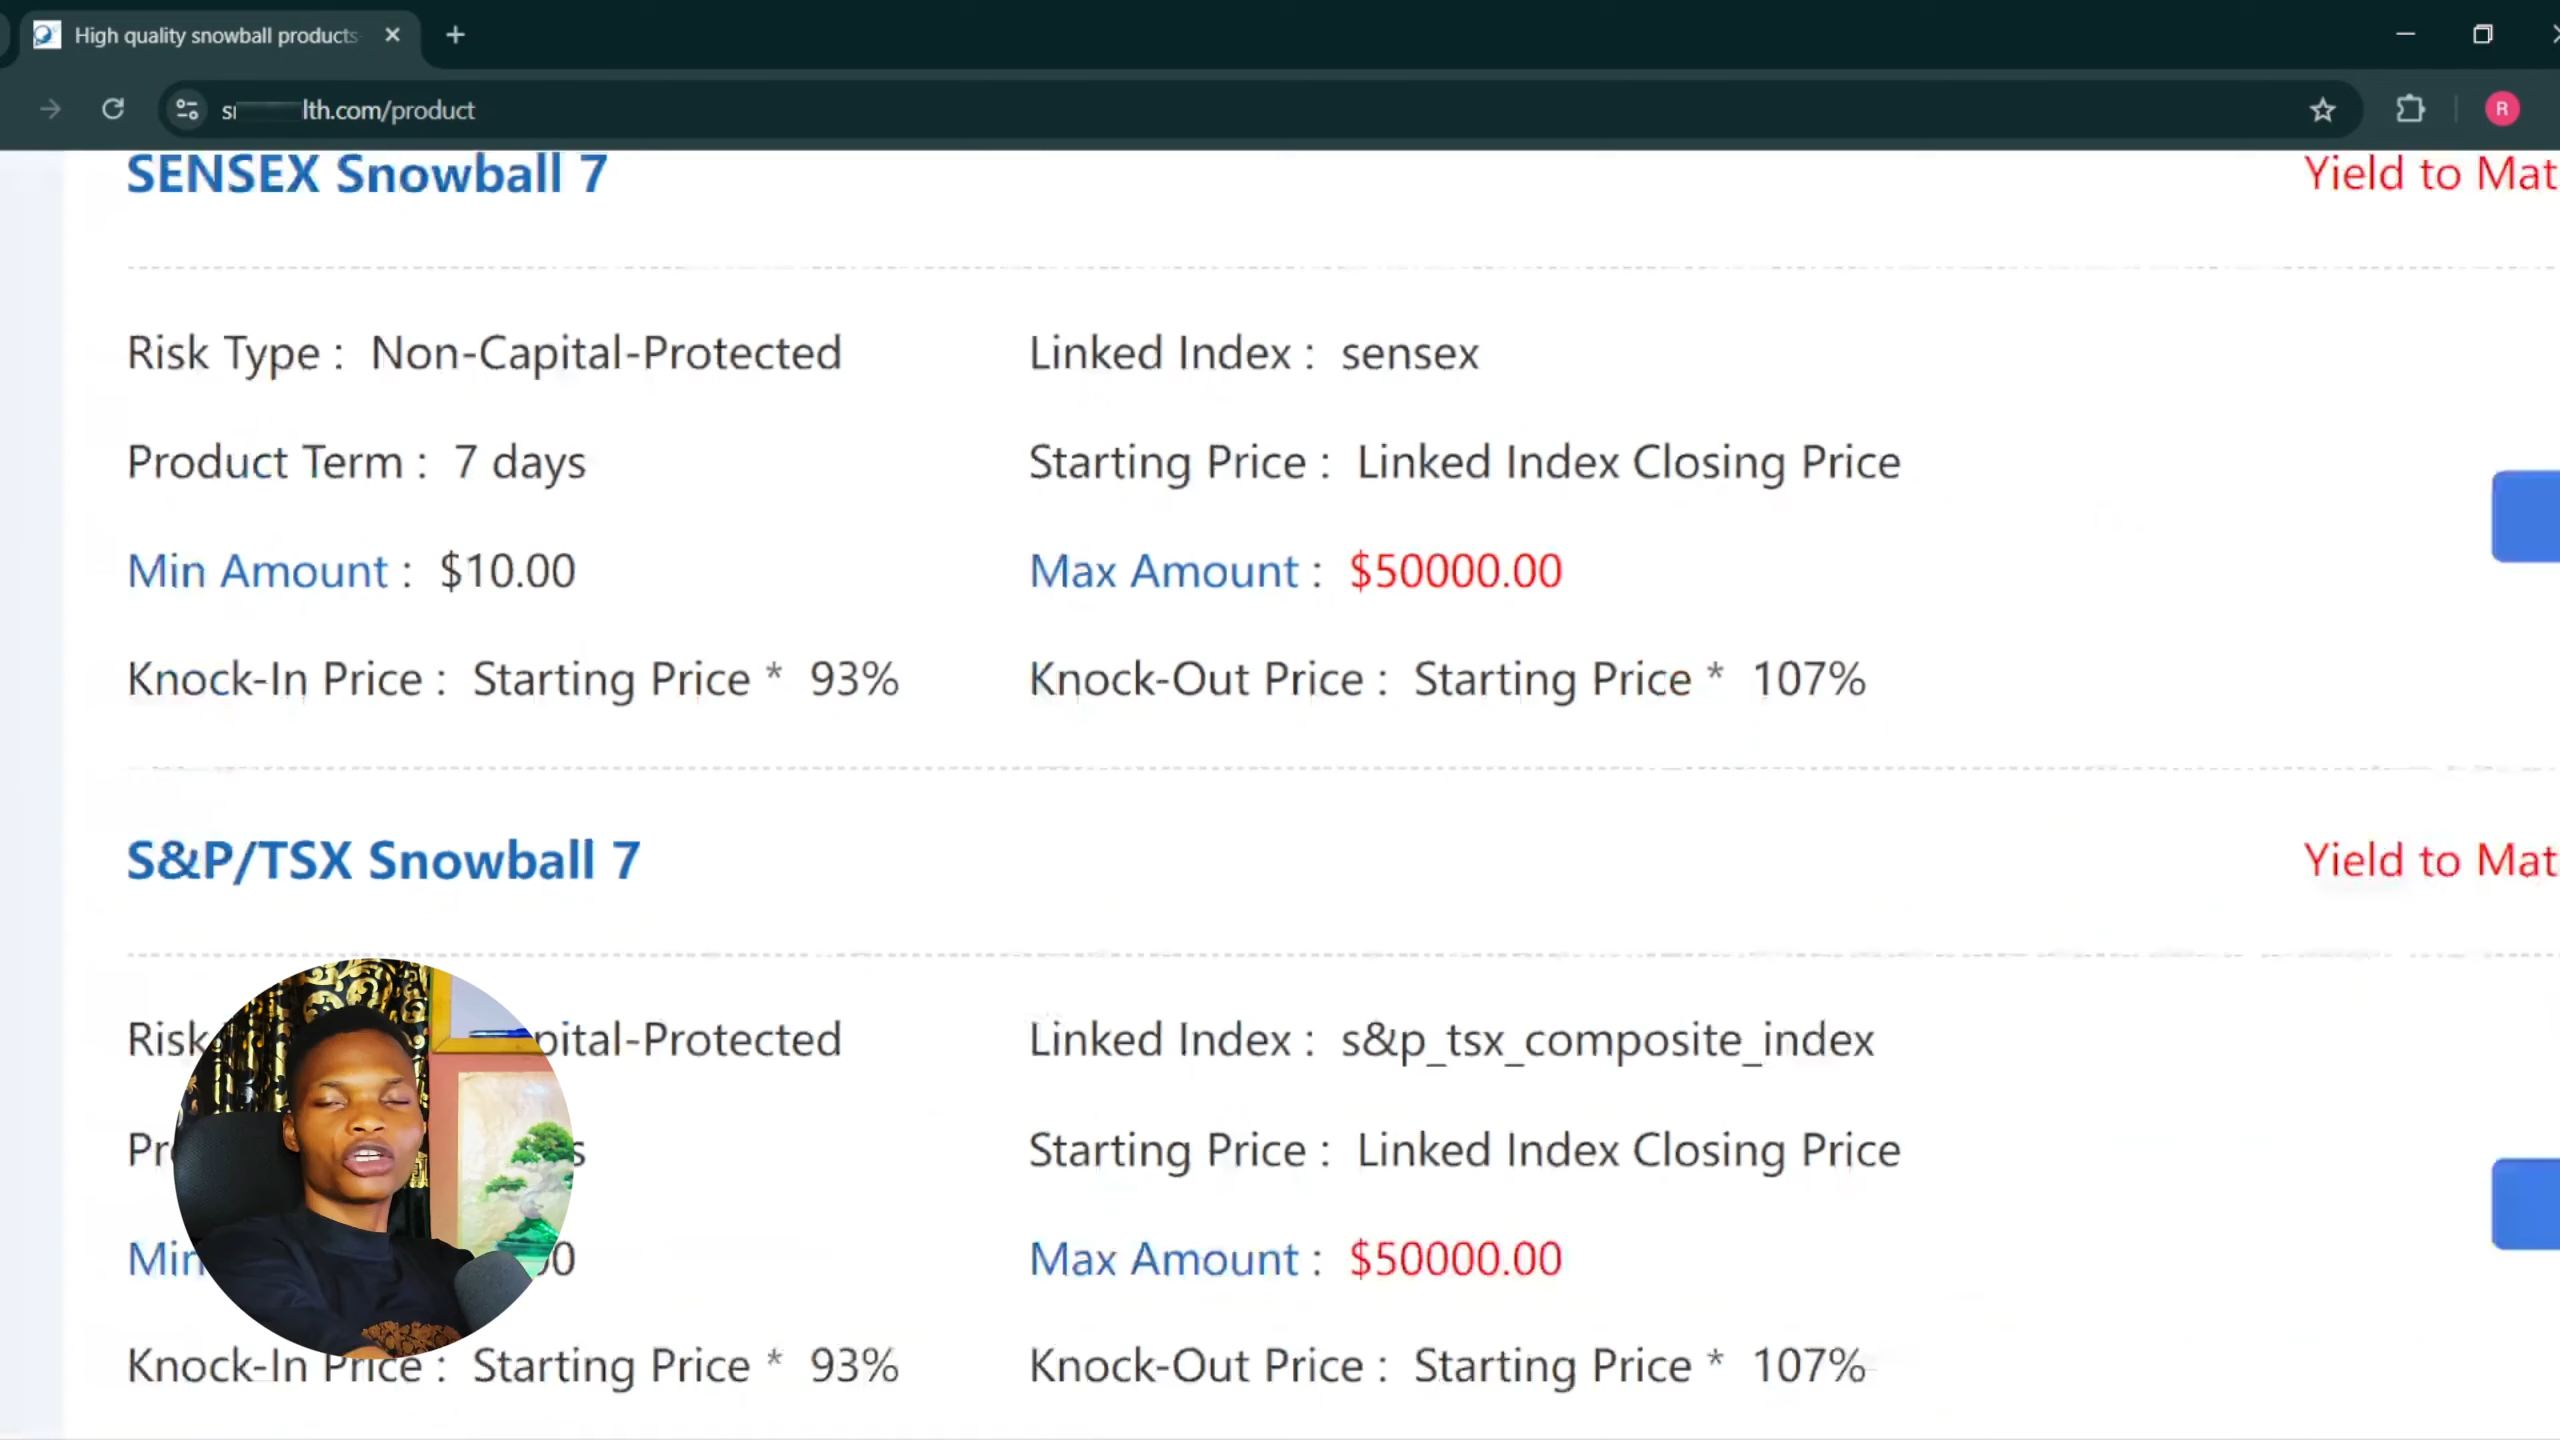 High quality snowball products
lth.com/product
SENSEX Snowball 7
Yield to Mat
Risk Type : Non-Capital-Protected
Linked Index : sensex
Product Term : 7 days
Starting Price : Linked Index Closing Price
Min Amount : $10.00
Max Amount : $50000.00
Knock-In Price : Starting Price * 93%
Knock-Out Price : Starting Price * 107%
S&P/TSX Snowball 7
Yield to Mat
Risk pital-Protected
Linked Index : s&p_tsx_composite_index
Starting Price : Linked Index Closing Price
Min
Max Amount : $50000.00
Knock-In Price : Starting Price * 93%
Knock-Out Price : Starting Price * 107%
R